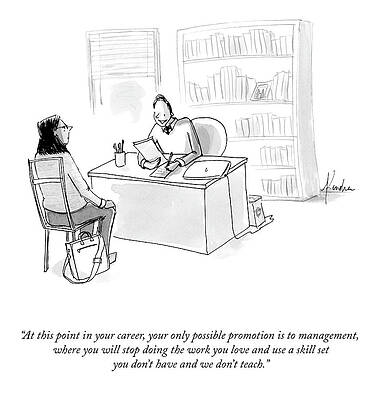 Kendra
“At this point in your career, your only possible promotion is to management,
where you will stop doing the work you love and use a skill set
you don’t have and we don’t teach.”